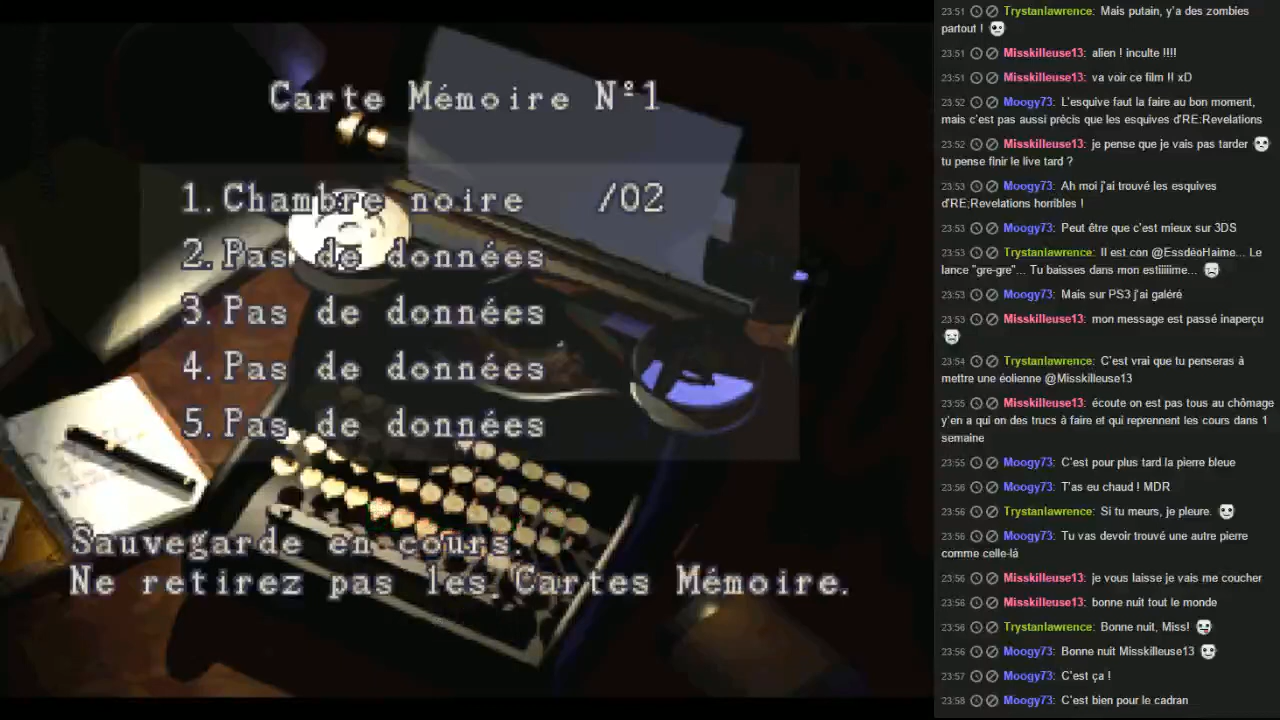 Carte Mémoire N°1
1.Chambre noire /02
2.Pas de données
3.Pas de données
4.Pas de données
5.Pas de données
Sauvegarde en cours.
Ne retirez pas les Cartes Mémoire.
23:51 Trystanlawrence: Mais putain, y'a des zombies
partout !
23:51 Misskilleuse13: alien ! inculte !!!!
23:51 Misskilleuse13: va voir ce film !! xD
23:52 Moogy73: L'esquive faut la faire au bon moment,
mais c'est pas aussi précis que les esquives d'RE:Revelations
23:52 Misskilleuse13: je pense que je vais pas tarder
tu pense finir le live tard ?
23:53 Moogy73: Ah moi j'ai trouvé les esquives
d'RE;Revelations horribles !
23:53 Moogy73: Peut être que c'est mieux sur 3DS
23:53 Trystanlawrence: Il est con @EssdéoHaime... Le
lance "gre-gre"... Tu baisses dans mon estiiiiime...
23:53 Moogy73: Mais sur PS3 j'ai galéré
23:53 Misskilleuse13: mon message est passé inaperçu
23:54 Trystanlawrence: C'est vrai que tu penseras à
mettre une éolienne @Misskilleuse13
23:55 Misskilleuse13: écoute on est pas tous au chômage
y'en a qui on des trucs à faire et qui reprennent les cours dans 1
semaine
23:55 Moogy73: C'est pour plus tard la pierre bleue
23:56 Moogy73: T'as eu chaud ! MDR
23:56 Trystanlawrence: Si tu meurs, je pleure.
23:56 Moogy73: Tu vas devoir trouvé une autre pierre
comme celle-là
23:56 Misskilleuse13: je vous laisse je vais me coucher
23:56 Misskilleuse13: bonne nuit tout le monde
23:56 Trystanlawrence: Bonne nuit, Miss!
23:56 Moogy73: Bonne nuit Misskilleuse13
23:57 Moogy73: C'est ça !
23:58 Moogy73: C'est bien pour le cadran